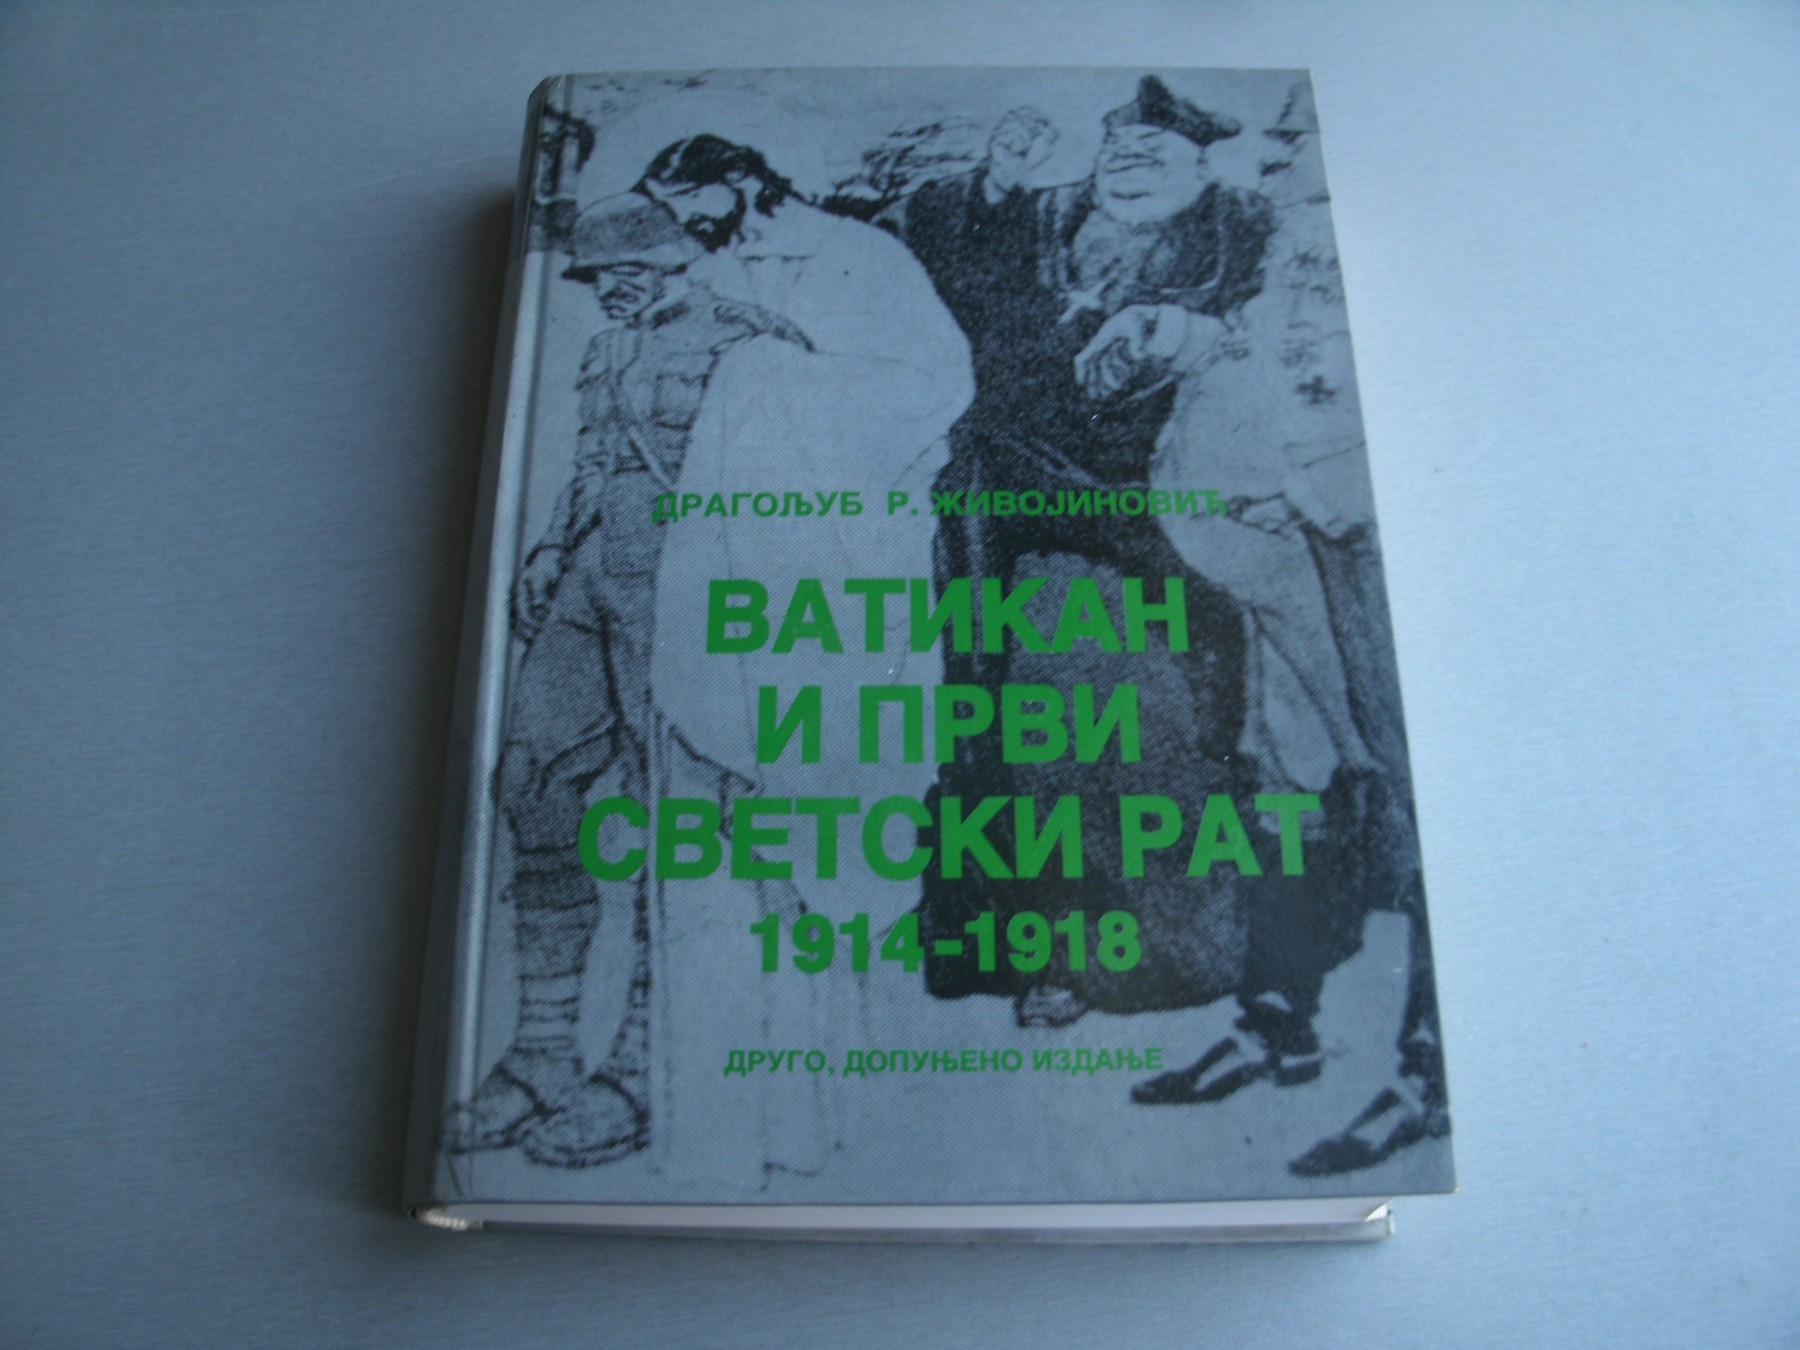 ДРАГОЉУБ Р. ЖИВОЈИНОВИЋ
ВАТИКАН
И ПРВИ
СВЕТСКИ РАТ
1914-1918
ДРУГО, ДОПУЊЕНО ИЗДАЊЕ